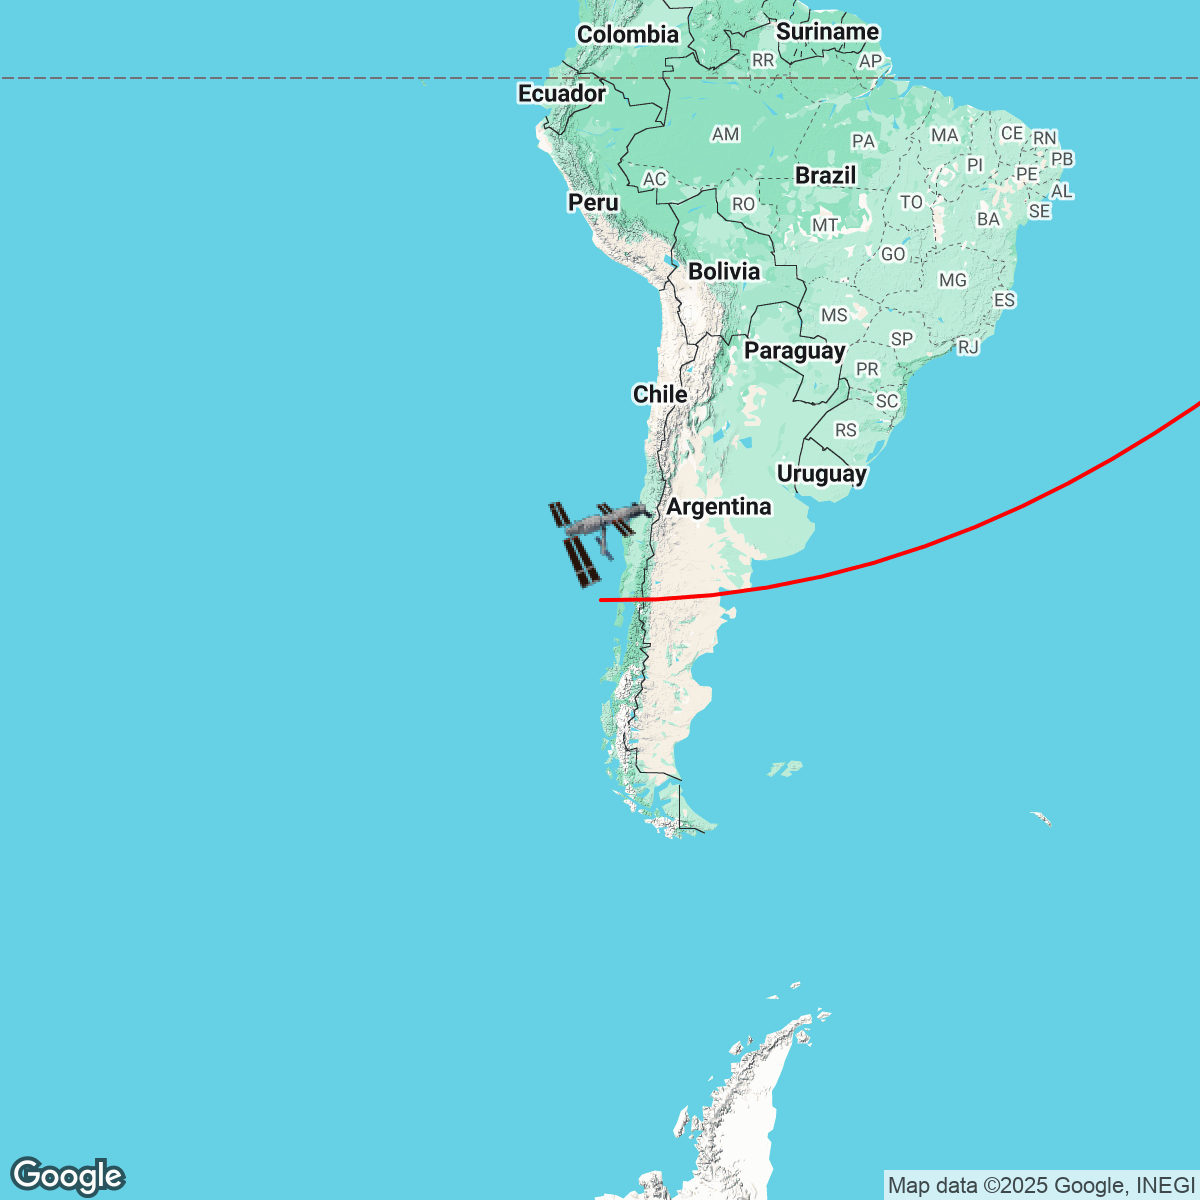 Colombia
Suriname
RR
AP
Ecuador
AM
PA
MA
CE
RN
PI
PB
PE
Brazil
AC
AL
Peru
RO
TO
SE
BA
MT
GO
Bolivia
MG
ES
MS
SP
RJ
Paraguay
PR
Chile
SC
RS
Uruguay
Argentina
Google
Map data ©2025 Google, INEGI